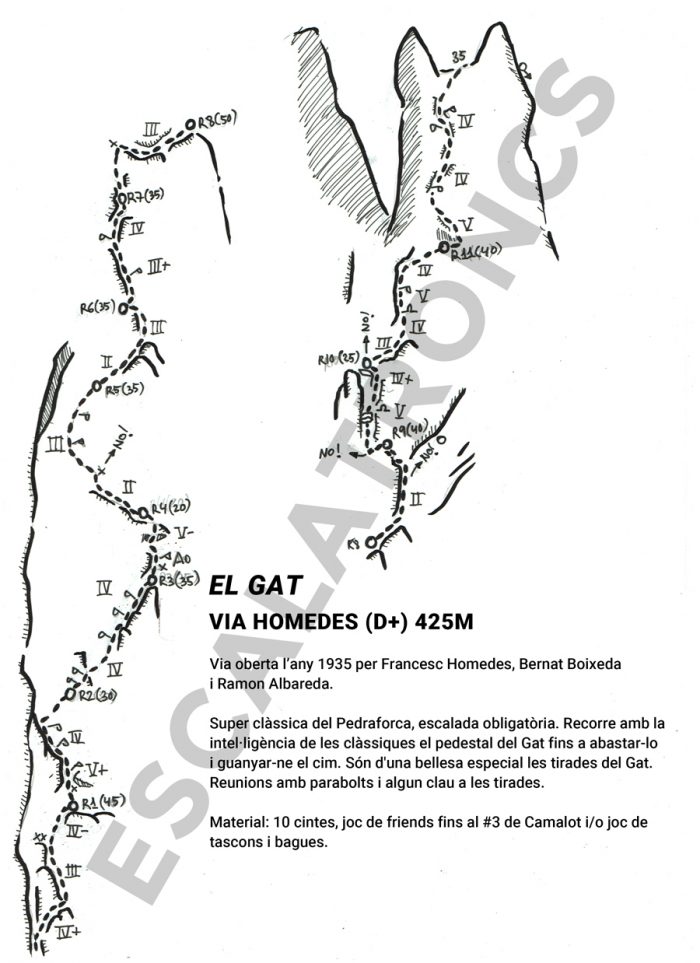 35
III
R8(50)
R7(35)
IV
IV
III+
IV
V
R11(40)
R6(35)
III
IV
V
NO!
IV
III
R10(25)
II
R5(35)
IV+
V
R9(40)
III
NO!
NO!
NO!
II
II
R4(20)
V-
R8
A0
R3(35)
IV
EL GAT
VIA HOMEDES (D+) 425M
IV
Via oberta l’any 1935 per Francesc Homedes, Bernat Boixeda
i Ramon Albareda.
R2(30)
Super clàssica del Pedraforca, escalada obligatòria. Recorre amb la
intel·ligència de les clàssiques el pedestal del Gat fins a abastar-lo
i guanyar-ne el cim. Són d'una bellesa especial les tirades del Gat.
Reunions amb parabolts i algun clau a les tirades.
IV
V+
R1(45)
Material: 10 cintes, joc de friends fins al #3 de Camalot i/o joc de
tascons i bagues.
IV-
III
IV+
ESCALATRONCS